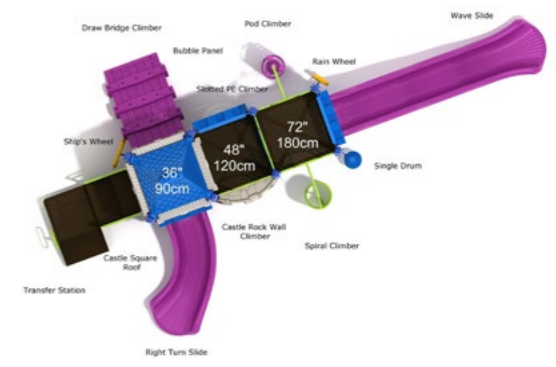 Wave Slide
Pod Climber
Draw Bridge Climber
Bubble Panel
Rain Wheel
Slotted PE Climber
72"
180cm
48"
120cm
Ship's Wheel
Single Drum
36"
90cm
Castle Rock Wall
Climber
Spiral Climber
Castle Square
Roof
Transfer Station
Right Turn Slide